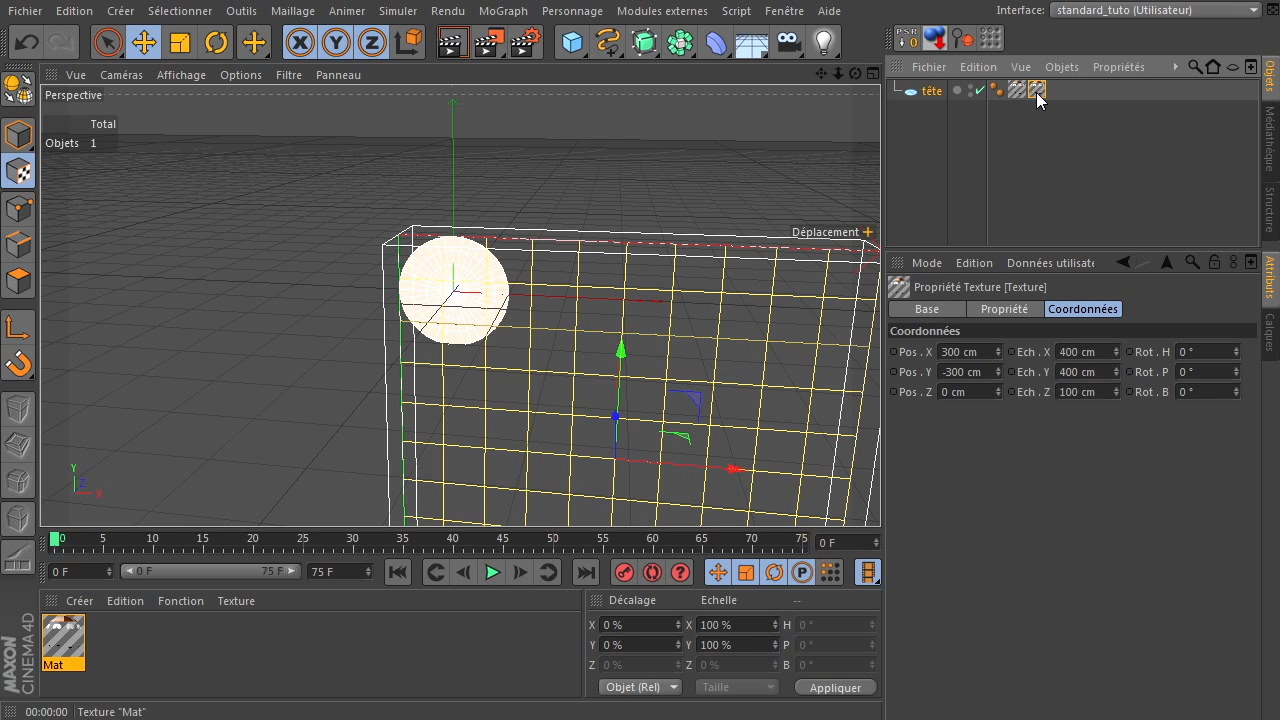 Fichier Edition Créer Sélectionner Outils Maillage Animer Simuler Rendu MoGraph Personnage Modules externes Script Fenêtre Aide Interface: standard_tuto (Utilisateur)
X Y Z
PSR
0
Vue Caméras Affichage Options Filtre Panneau
Fichier Edition Vue Objets Propriétés
Objets
Médiathèque
Structure
Perspective
tête
Total
Objets 1
Déplacement
Y
Z
X
Mode Edition Données utilisat
Attributs
Calques
Propriété Texture [Texture]
Base Propriété Coordonnées
Coordonnées
Pos . X 300 cm Ech . X 400 cm Rot . H 0 °
Pos . Y -300 cm Ech . Y 400 cm Rot . P 0 °
Pos . Z 0 cm Ech . Z 100 cm Rot . B 0 °
0 5 10 15 20 25 30 35 40 45 50 55 60 65 70 75 0 F
0 F 0 F 75 F 75 F
P
Créer Edition Fonction Texture
Mat
Décalage Echelle --
X 0 % X 100 % H 0 °
Y 0 % Y 100 % P 0 °
Z 0 % Z 0 % B 0 °
Objet (Rel) Taille Appliquer
MAXON
CINEMA 4D
00:00:00 Texture "Mat"